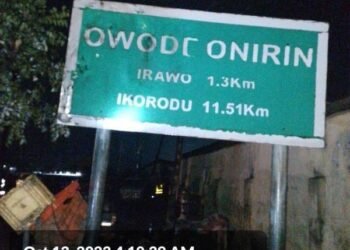 OWODE ONIRIN
IRAWO 1.3Km
IKORODU 11.51Km